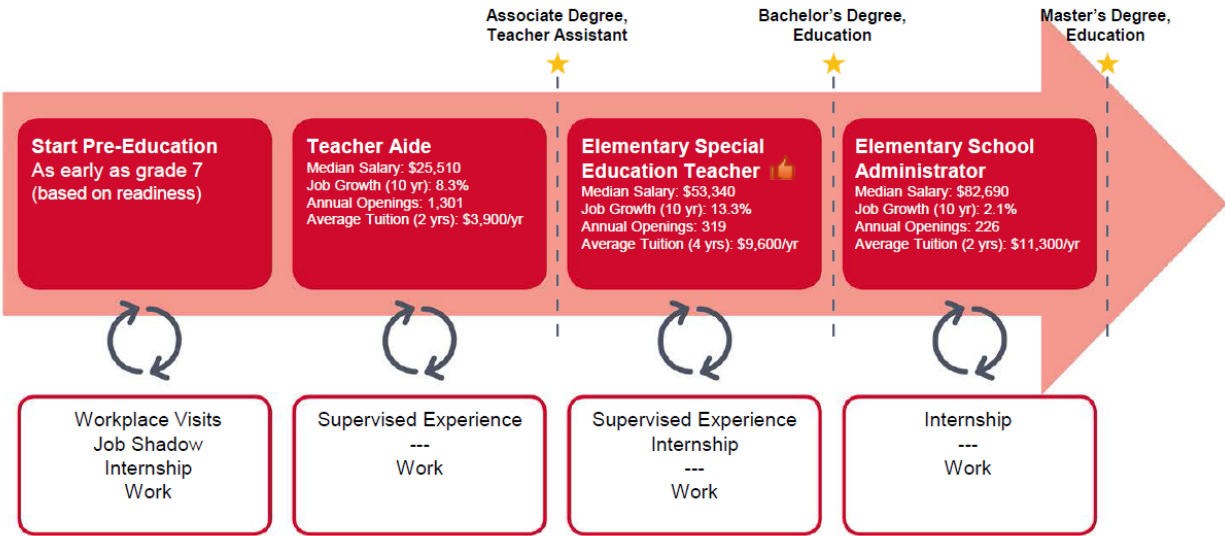 Associate Degree,
Teacher Assistant
Bachelor's Degree,
Education
Master's Degree,
Education
Start Pre-Education
As early as grade 7
(based on readiness)
Teacher Aide
Median Salary: $25,510
Job Growth (10 yr): 8.3%
Annual Openings: 1,301
Average Tuition (2 yrs): $3,900/yr
Elementary Special
Education Teacher
Median Salary: $53,340
Job Growth (10 yr): 13.3%
Annual Openings: 319
Average Tuition (4 yrs): $9,600/yr
Elementary School
Administrator
Median Salary: $82,690
Job Growth (10 yr): 2.1%
Annual Openings: 226
Average Tuition (2 yrs): $11,300/yr
Workplace Visits
Job Shadow
Internship
Work
Supervised Experience
---
Work
Supervised Experience
Internship
---
Work
Internship
---
Work